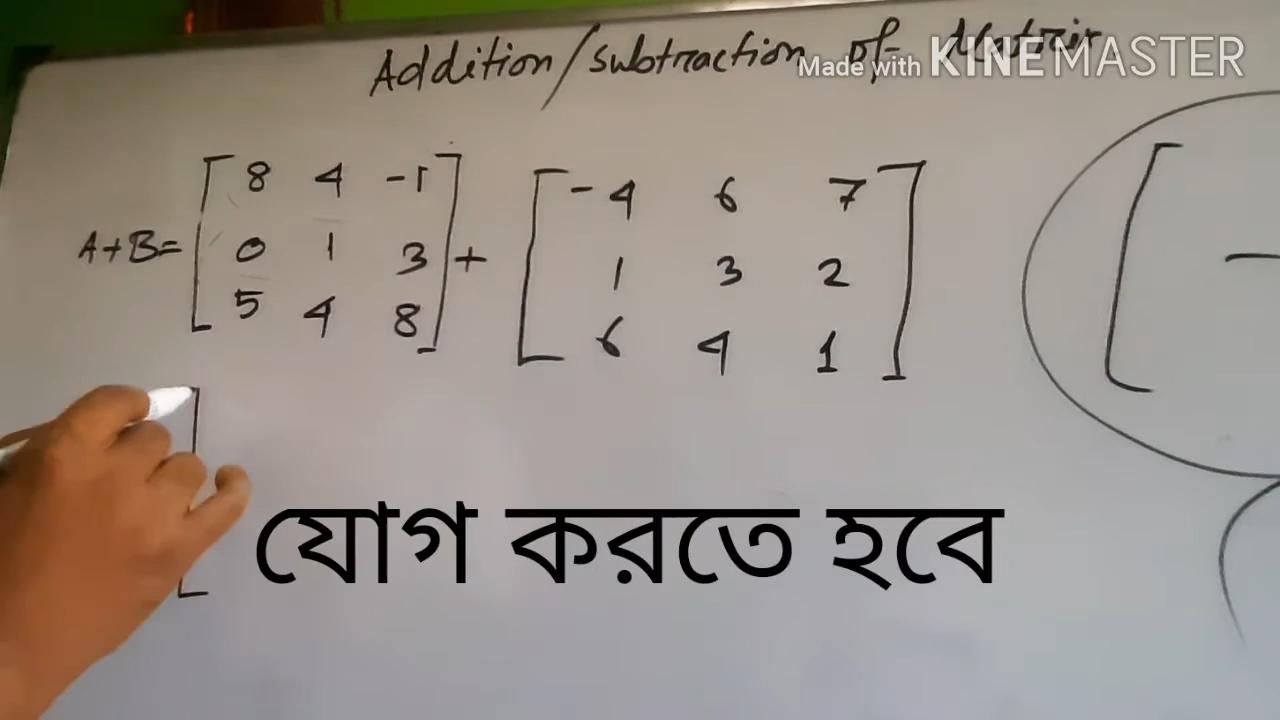 Addition/subtraction of Matrix
Made with KINEMASTER
A+B= [ 8 4 -1 ] + [ -4 6 7 ]
[ 0 1 3 ] [ 1 3 2 ]
[ 5 4 8 ] [ 6 4 1 ]
যোগ করতে হবে